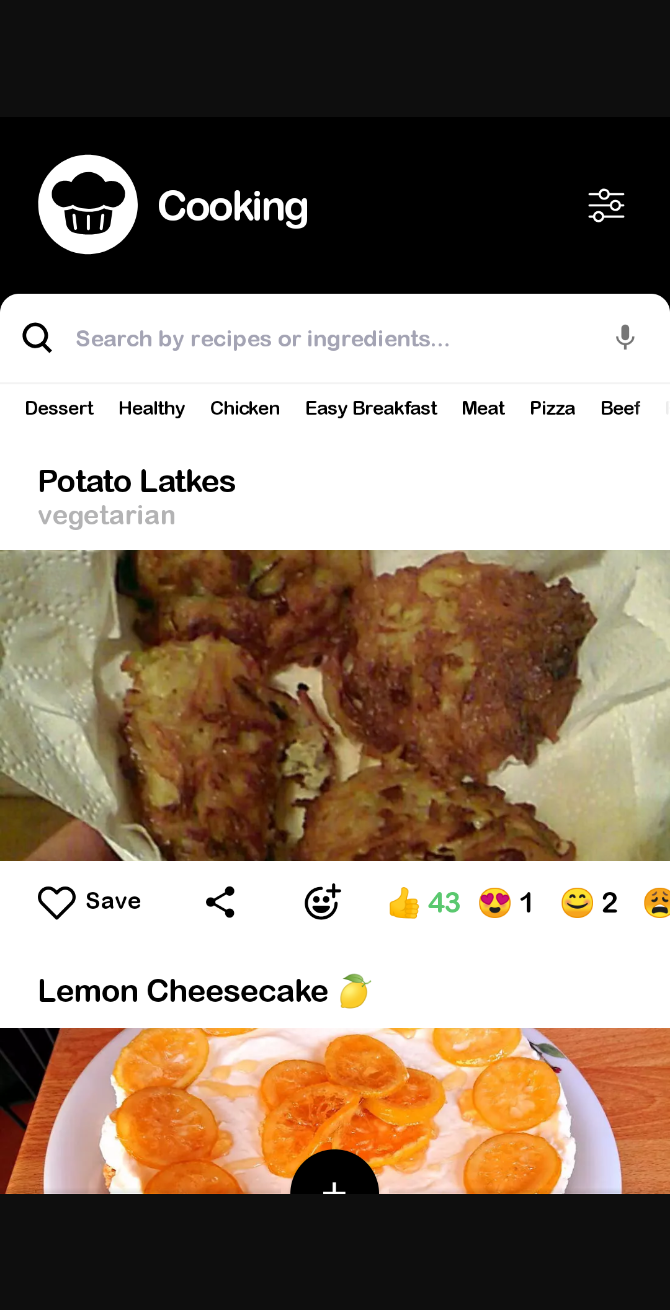 Cooking
Search by recipes or ingredients...
Dessert Healthy Chicken Easy Breakfast Meat Pizza Beef
Potato Latkes
vegetarian
Save 👍 43 😍 1 😊 2 😩
Lemon Cheesecake 🍋
+